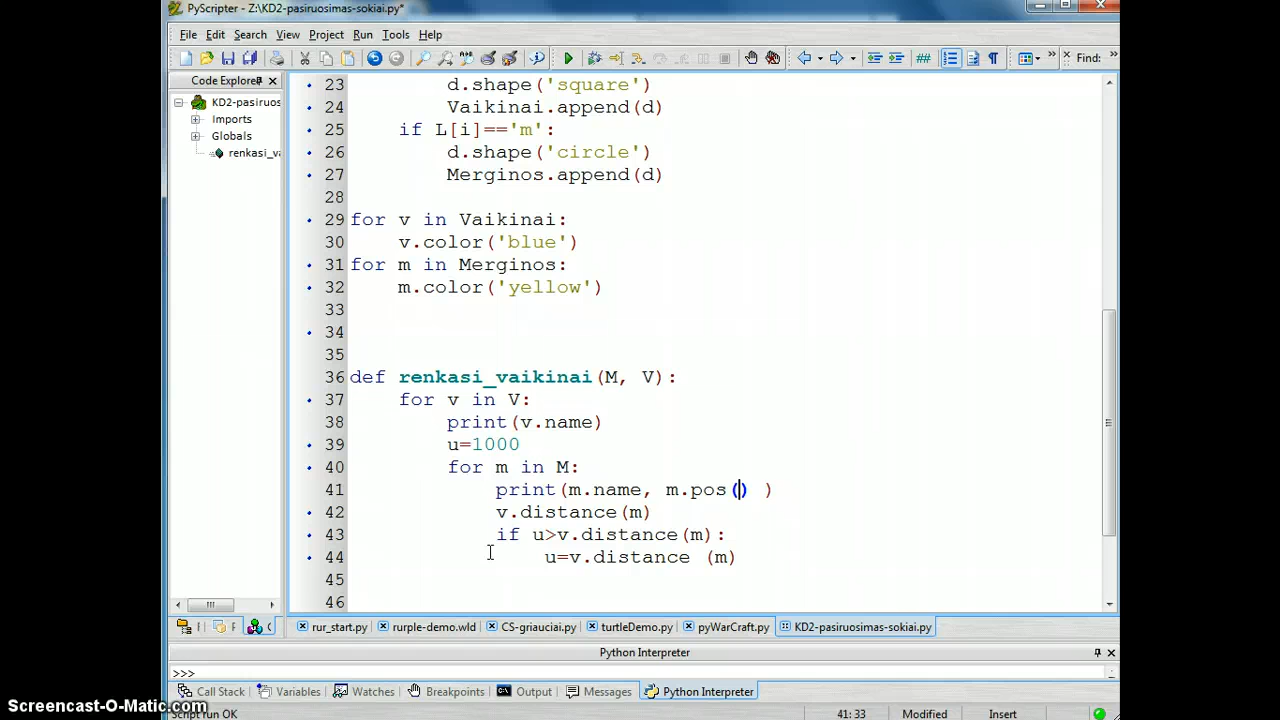 PyScripter - Z:\KD2-pasiruosimas-sokiai.py*
File Edit Search View Project Run Tools Help
Find:
Code Explorer
KD2-pasiruos
Imports
Globals
renkasi_va
23 d.shape('square')
24 Vaikinai.append(d)
25 if L[i]=='m':
26 d.shape('circle')
27 Merginos.append(d)
28
29 for v in Vaikinai:
30 v.color('blue')
31 for m in Merginos:
32 m.color('yellow')
33
34
35
36 def renkasi_vaikinai(M, V):
37 for v in V:
38 print(v.name)
39 u=1000
40 for m in M:
41 print(m.name, m.pos() )
42 v.distance(m)
43 if u>v.distance(m):
44 u=v.distance (m)
45
46
rur_start.py rurple-demo.wld CS-griauciai.py turtleDemo.py pyWarCraft.py KD2-pasiruosimas-sokiai.py
Python Interpreter
>>>
Call Stack Variables Watches Breakpoints Output Messages Python Interpreter
Script run OK 41: 33 Modified Insert
Screencast-O-Matic.com